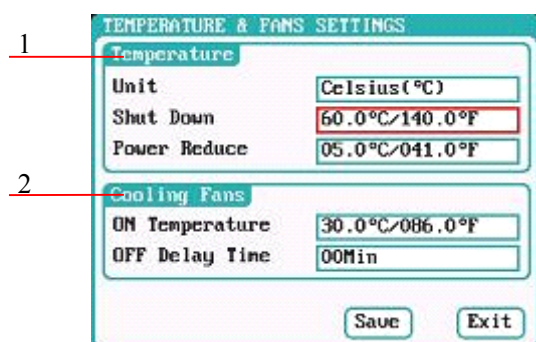 TEMPERATURE & FANS SETTINGS
1
Temperature
Unit Celsius(°C)
Shut Down 60.0°C/140.0°F
Power Reduce 05.0°C/041.0°F
2
Cooling Fans
ON Temperature 30.0°C/086.0°F
OFF Delay Time 00Min
Save Exit